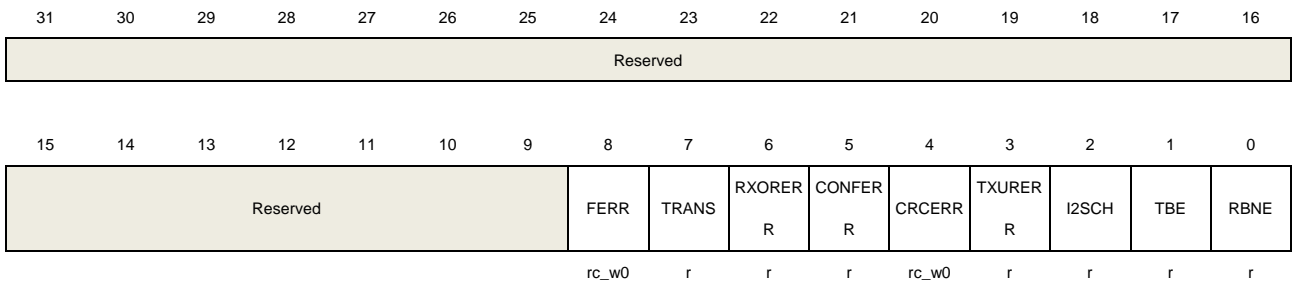 31 30 29 28 27 26 25 24 23 22 21 20 19 18 17 16
Reserved
15 14 13 12 11 10 9 8 7 6 5 4 3 2 1 0
Reserved FERR TRANS RXORER R CONFER R CRCERR TXURER R I2SCH TBE RBNE
rc_w0 r r r rc_w0 r r r r